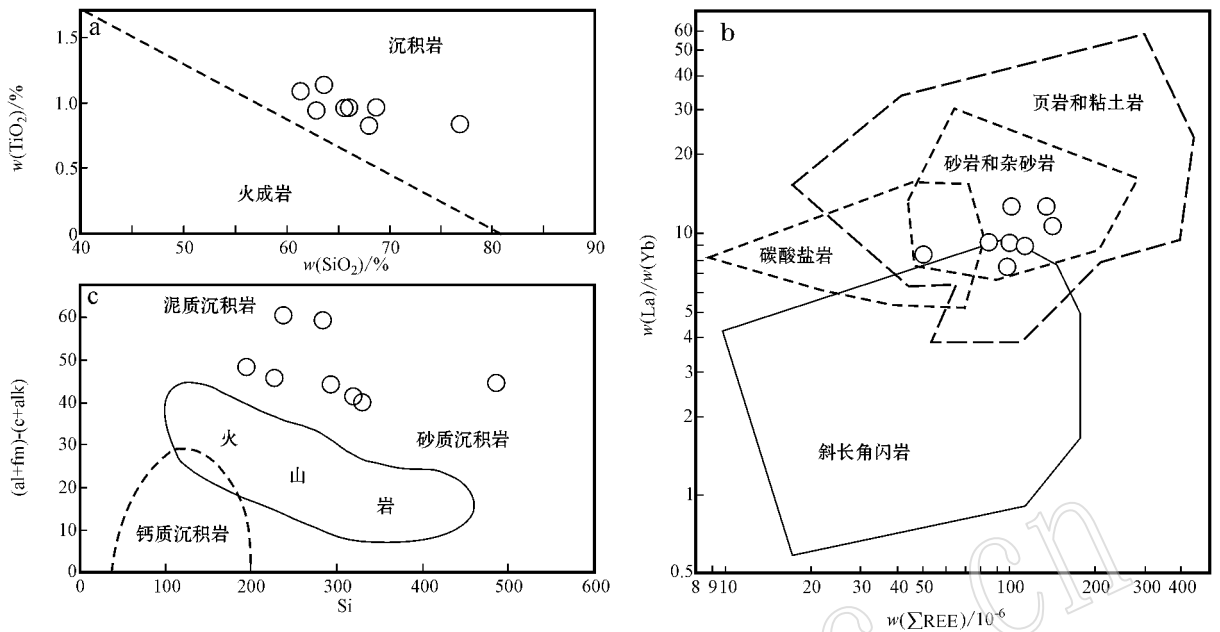 a
沉积岩
火成岩
1.5
1.0
0.5
0
w(TiO₂)/%
40 50 60 70 80 90
w(SiO₂)/%
c
泥质沉积岩
砂质沉积岩
火
山
岩
钙质沉积岩
60
50
40
30
20
10
0
(al+fm)-(c+alk)
0 100 200 300 400 500 600
Si
b
页岩和粘土岩
砂岩和杂砂岩
碳酸盐岩
斜长角闪岩
60
50
40
30
20
10
5
4
3
2
1
0.5
w(La)/w(Yb)
8 9 10 20 30 40 50 100 200 300 400
w(∑REE)/10⁻⁶